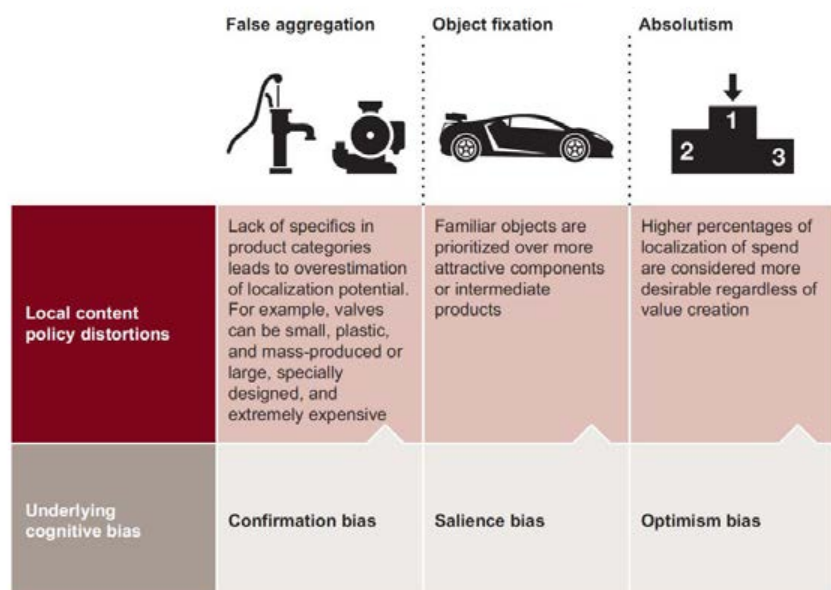 False aggregation
Object fixation
Absolutism
1
2
3
Local content
policy distortions
Lack of specifics in
product categories
leads to overestimation
of localization potential.
For example, valves
can be small, plastic,
and mass-produced or
large, specially
designed, and
extremely expensive
Familiar objects are
prioritized over more
attractive components
or intermediate
products
Higher percentages of
localization of spend
are considered more
desirable regardless of
value creation
Underlying
cognitive bias
Confirmation bias
Salience bias
Optimism bias